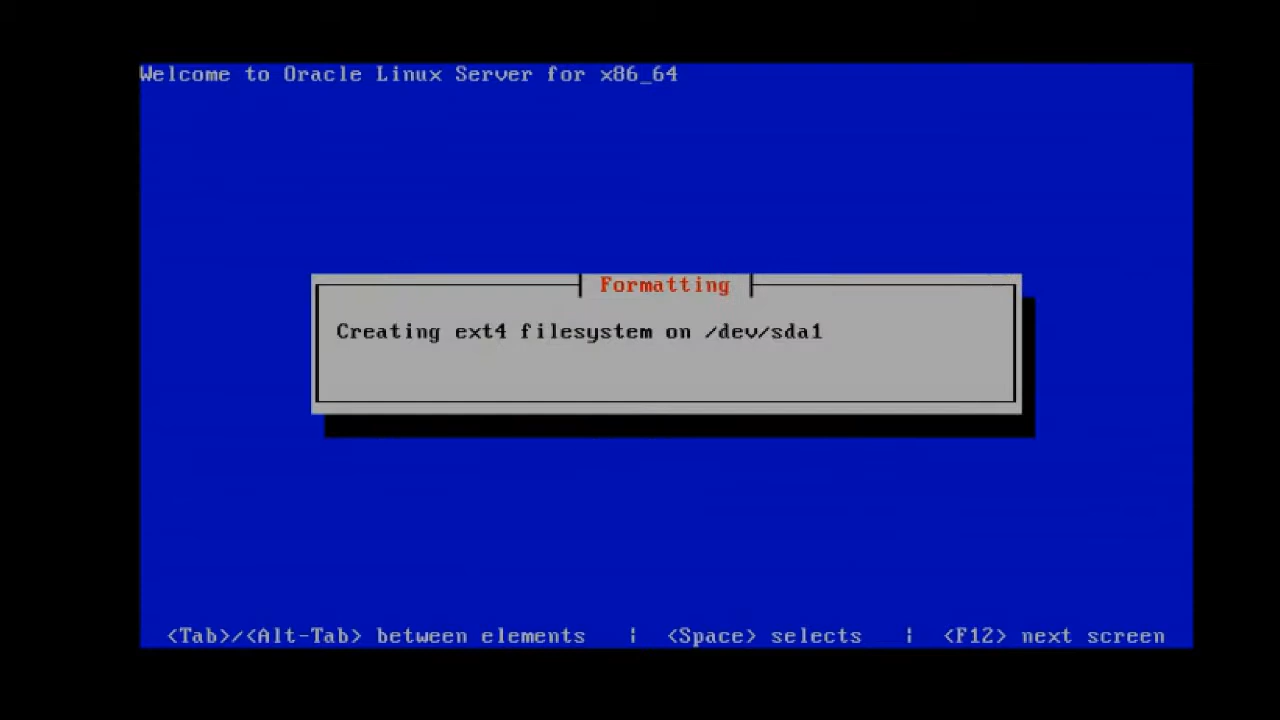 Welcome to Oracle Linux Server for x86_64
Formatting
Creating ext4 filesystem on /dev/sda1
<Tab>/<Alt-Tab> between elements | <Space> selects | <F12> next screen